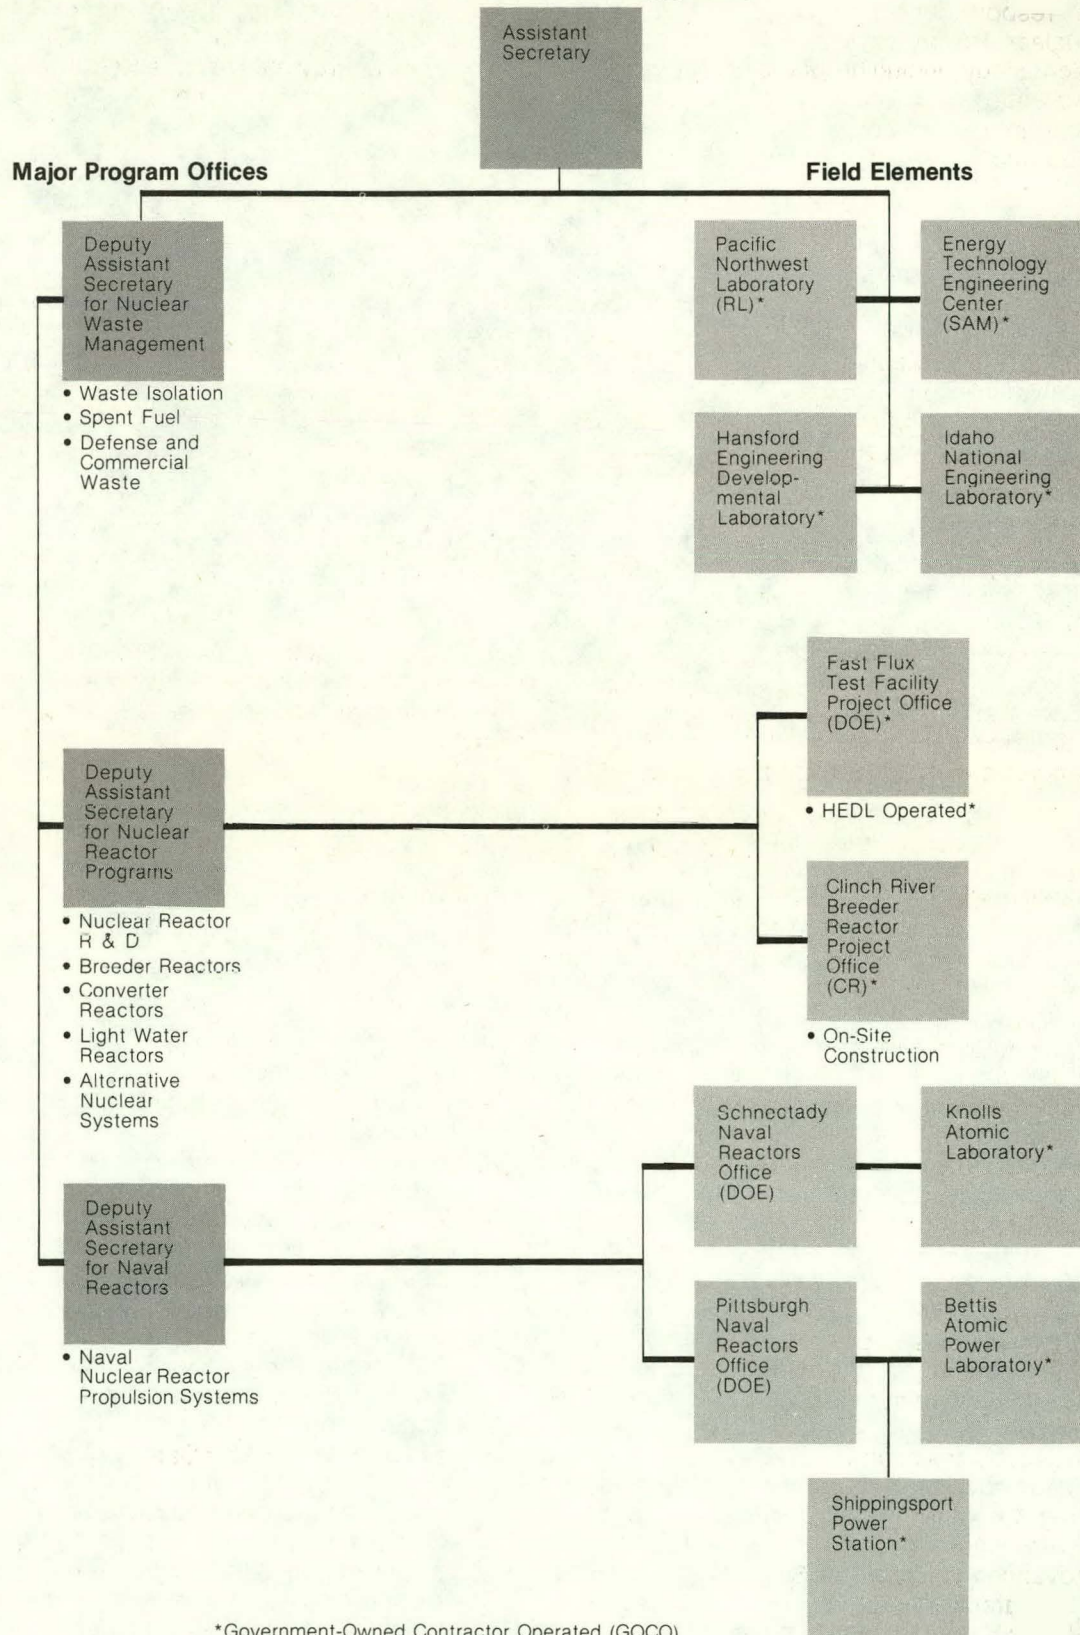 Assistant
Secretary
Major Program Offices
Field Elements
Deputy
Assistant
Secretary
for Nuclear
Waste
Management
• Waste Isolation
• Spent Fuel
• Defense and
Commercial
Waste
Pacific
Northwest
Laboratory
(RL)*
Energy
Technology
Engineering
Center
(SAM)*
Hansford
Engineering
Develop-
mental
Laboratory*
Idaho
National
Engineering
Laboratory*
Deputy
Assistant
Secretary
for Nuclear
Reactor
Programs
• Nuclear Reactor
R & D
• Breeder Reactors
• Converter
Reactors
• Light Water
Reactors
• Alternative
Nuclear
Systems
Fast Flux
Test Facility
Project Office
(DOE)*
• HEDL Operated*
Clinch River
Breeder
Reactor
Project
Office
(CR)*
• On-Site
Construction
Deputy
Assistant
Secretary
for Naval
Reactors
• Naval
Nuclear Reactor
Propulsion Systems
Schnectady
Naval
Reactors
Office
(DOE)
Knolls
Atomic
Laboratory*
Pittsburgh
Naval
Reactors
Office
(DOE)
Bettis
Atomic
Power
Laboratory*
Shippingsport
Power
Station*
*Government-Owned Contractor Operated (GOCO)